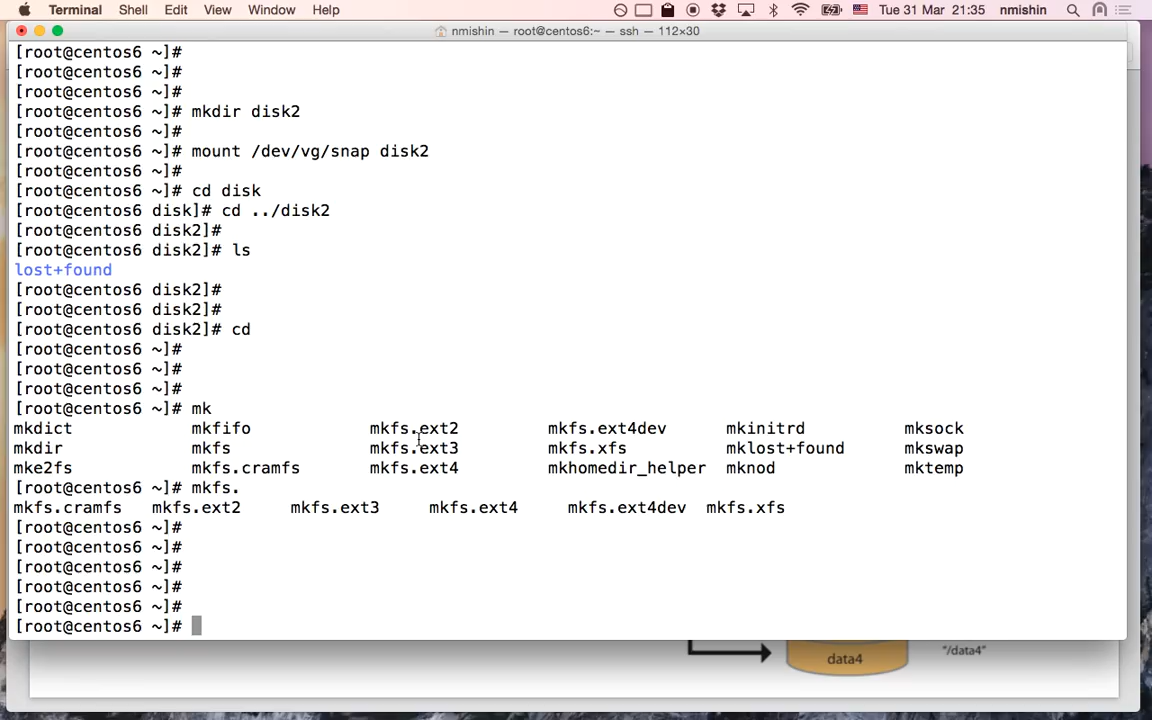 Terminal Shell Edit View Window Help Tue 31 Mar 21:35 nmishin
nmishin — root@centos6:~ — ssh — 112×30
[root@centos6 ~]#
[root@centos6 ~]#
[root@centos6 ~]#
[root@centos6 ~]# mkdir disk2
[root@centos6 ~]#
[root@centos6 ~]# mount /dev/vg/snap disk2
[root@centos6 ~]#
[root@centos6 ~]# cd disk
[root@centos6 disk]# cd ../disk2
[root@centos6 disk2]#
[root@centos6 disk2]# ls
lost+found
[root@centos6 disk2]#
[root@centos6 disk2]#
[root@centos6 disk2]# cd
[root@centos6 ~]#
[root@centos6 ~]#
[root@centos6 ~]#
[root@centos6 ~]# mk
mkdict mkfifo mkfs.ext2 mkfs.ext4dev mkinitrd mksock
mkdir mkfs mkfs.ext3 mkfs.xfs mklost+found mkswap
mke2fs mkfs.cramfs mkfs.ext4 mkhomedir_helper mknod mktemp
[root@centos6 ~]# mkfs.
mkfs.cramfs mkfs.ext2 mkfs.ext3 mkfs.ext4 mkfs.ext4dev mkfs.xfs
[root@centos6 ~]#
[root@centos6 ~]#
[root@centos6 ~]#
[root@centos6 ~]#
[root@centos6 ~]#
[root@centos6 ~]#
data4 "/data4"